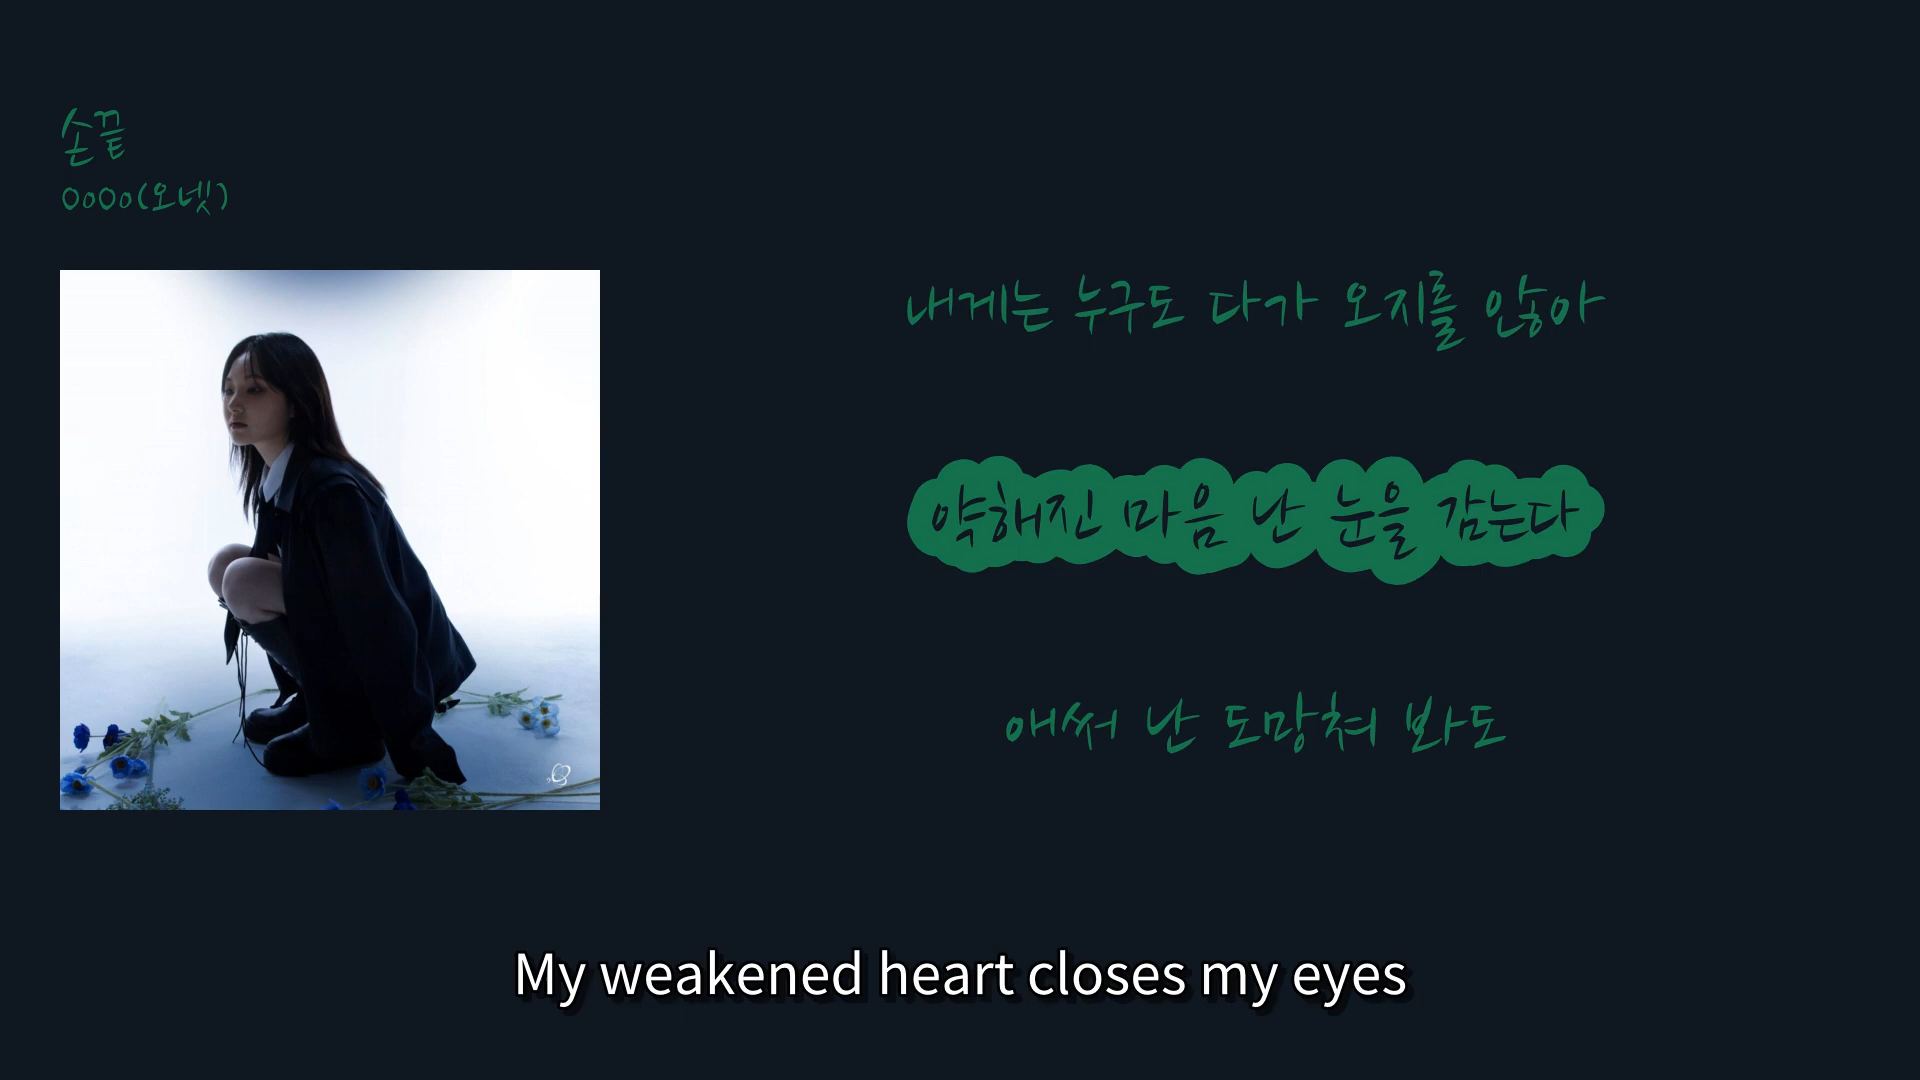 손끝
OoOo(오넷)
내게는 누구도 다가 오지를 않아
약해진 마음 난 눈을 감는다
애써 난 도망쳐 봐도
My weakened heart closes my eyes